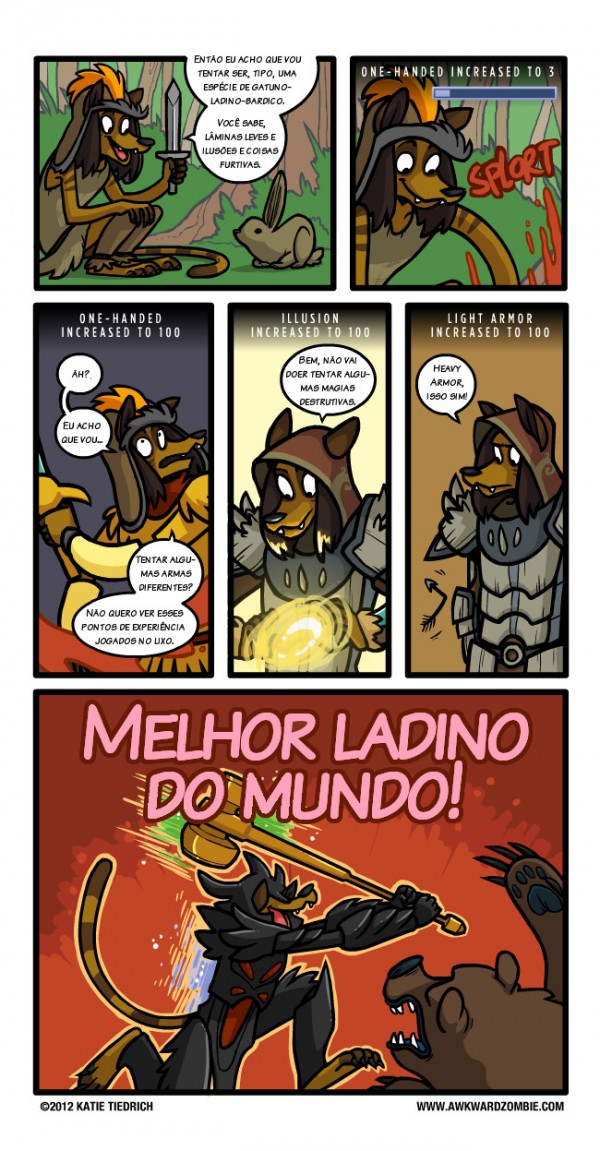 Então eu acho que vou
tentar ser, tipo, uma
espécie de gatuno-
ladino-bardico.
Você sabe,
lâminas leves e
ilusões e coisas
furtivas.
ONE-HANDED INCREASED TO 3
SPLORT
ONE-HANDED
INCREASED TO 100
Äh?.
Eu acho
que vou...
Tentar algu-
mas armas
diferentes?
Não quero ver esses
pontos de experiência
jogados no lixo.
ILLUSION
INCREASED TO 100
Bem, não vai
doer tentar algu-
mas magias
destrutivas.
LIGHT ARMOR
INCREASED TO 100
Heavy
Armor,
isso sim!
Melhor ladino
do mundo!
©2012 KATIE TIEDRICH
WWW.AWKWARDZOMBIE.COM